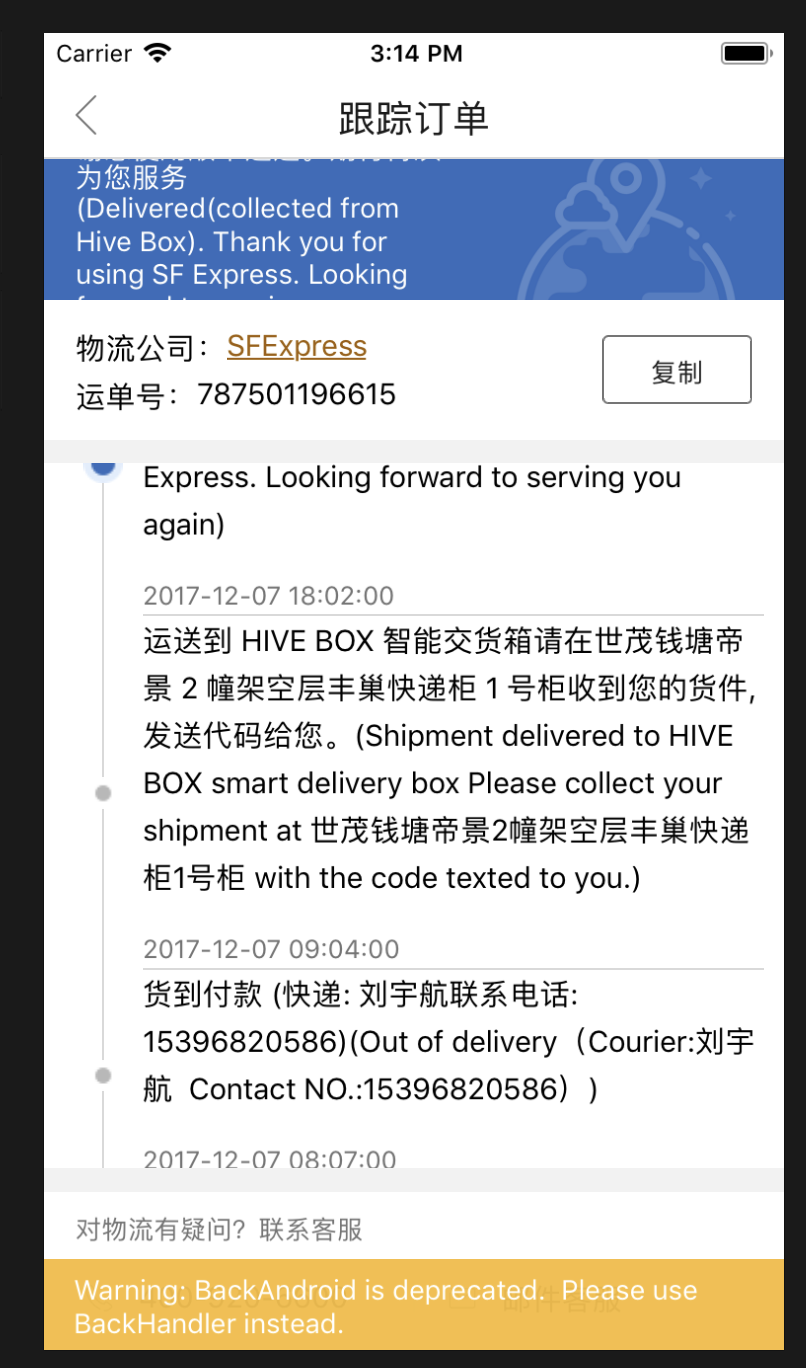 Carrier
3:14 PM
跟踪订单
为您服务
(Delivered(collected from
Hive Box). Thank you for
using SF Express. Looking
物流公司： SFExpress
运单号：787501196615
复制
Express. Looking forward to serving you
again)
2017-12-07 18:02:00
运送到 HIVE BOX 智能交货箱请在世茂钱塘帝
景 2 幢架空层丰巢快递柜 1 号柜收到您的货件,
发送代码给您。(Shipment delivered to HIVE
BOX smart delivery box Please collect your
shipment at 世茂钱塘帝景2幢架空层丰巢快递
柜1号柜 with the code texted to you.)
2017-12-07 09:04:00
货到付款 (快递: 刘宇航联系电话:
15396820586)(Out of delivery（Courier:刘宇
航 Contact NO.:15396820586）)
2017-12-07 08:07:00
对物流有疑问？联系客服
Warning: BackAndroid is deprecated. Please use
BackHandler instead.
邮件客服